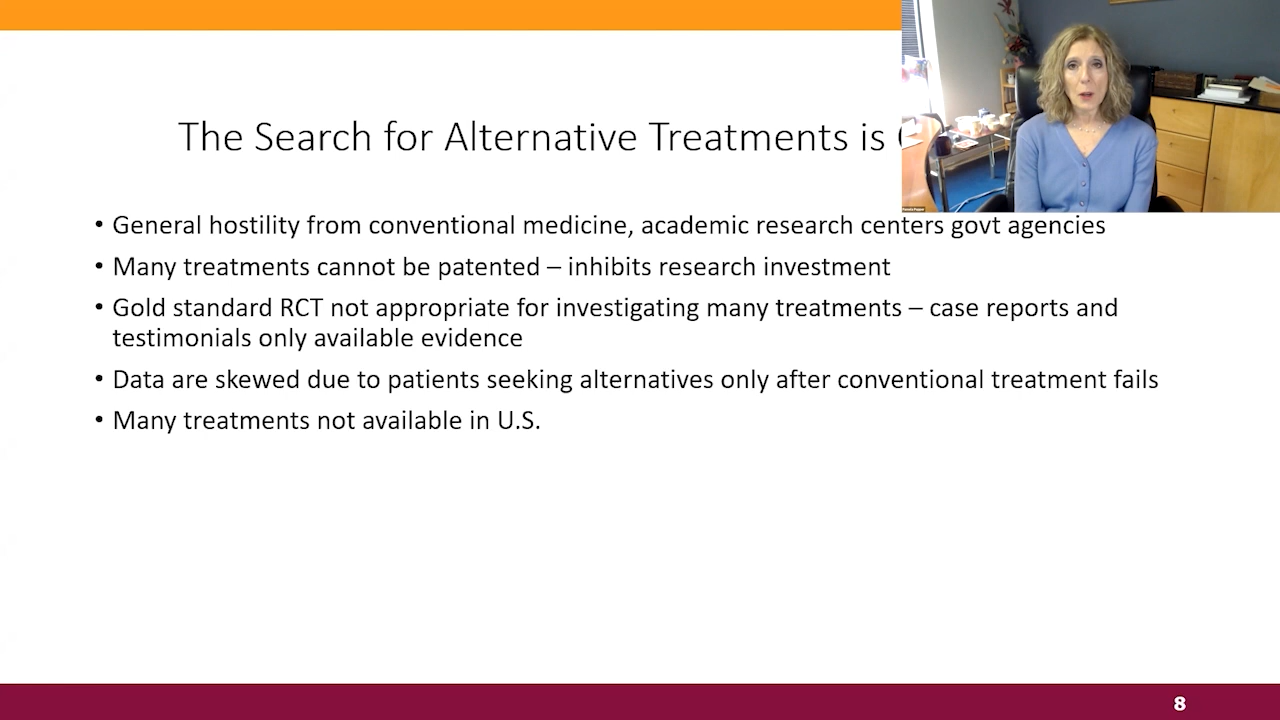 The Search for Alternative Treatments is
• General hostility from conventional medicine, academic research centers govt agencies
• Many treatments cannot be patented – inhibits research investment
• Gold standard RCT not appropriate for investigating many treatments – case reports and
testimonials only available evidence
• Data are skewed due to patients seeking alternatives only after conventional treatment fails
• Many treatments not available in U.S.
8